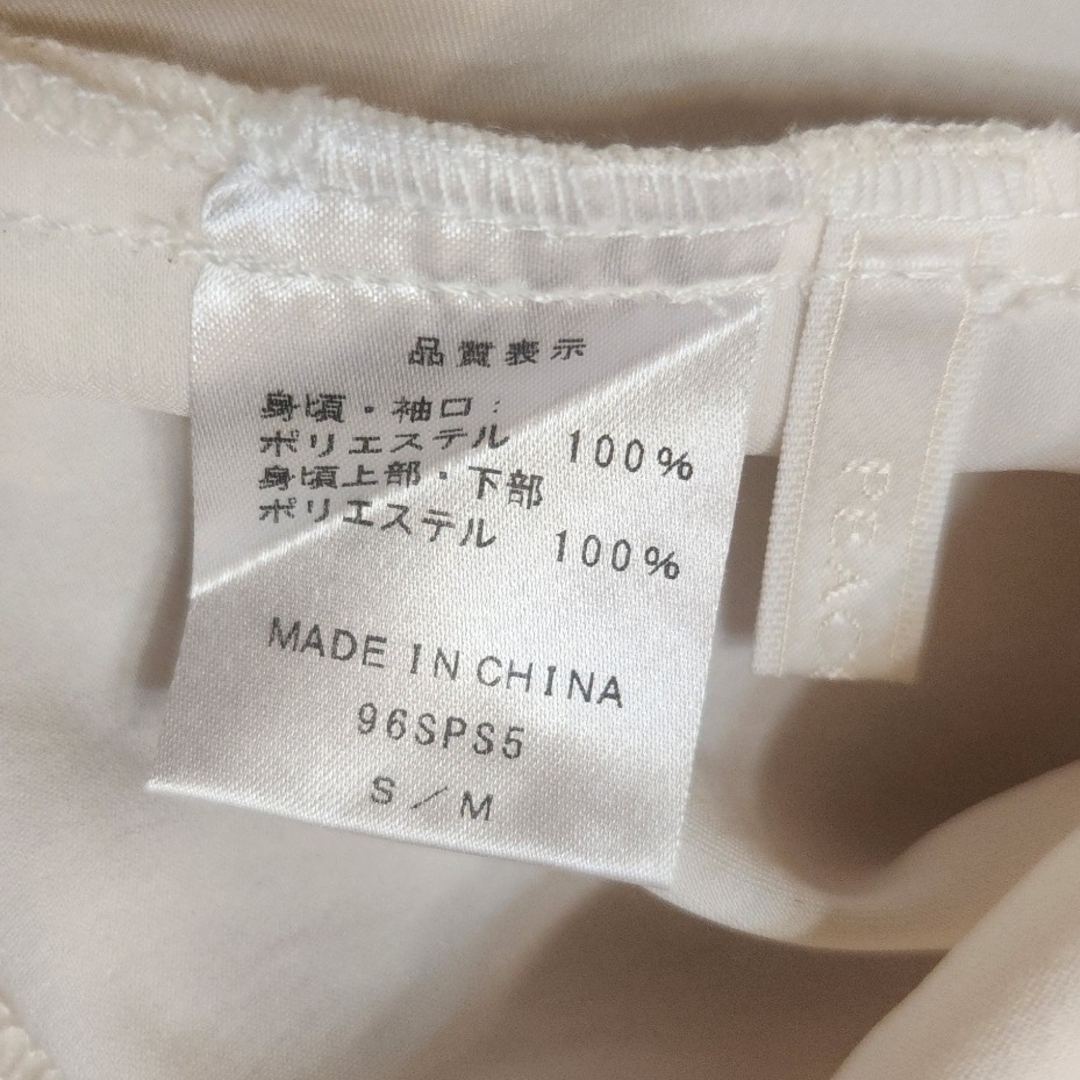 品質表示
身頃・袖口:
ポリエステル 100%
身頃上部・下部
ポリエステル 100%
MADE IN CHINA
96SPS5
S/M